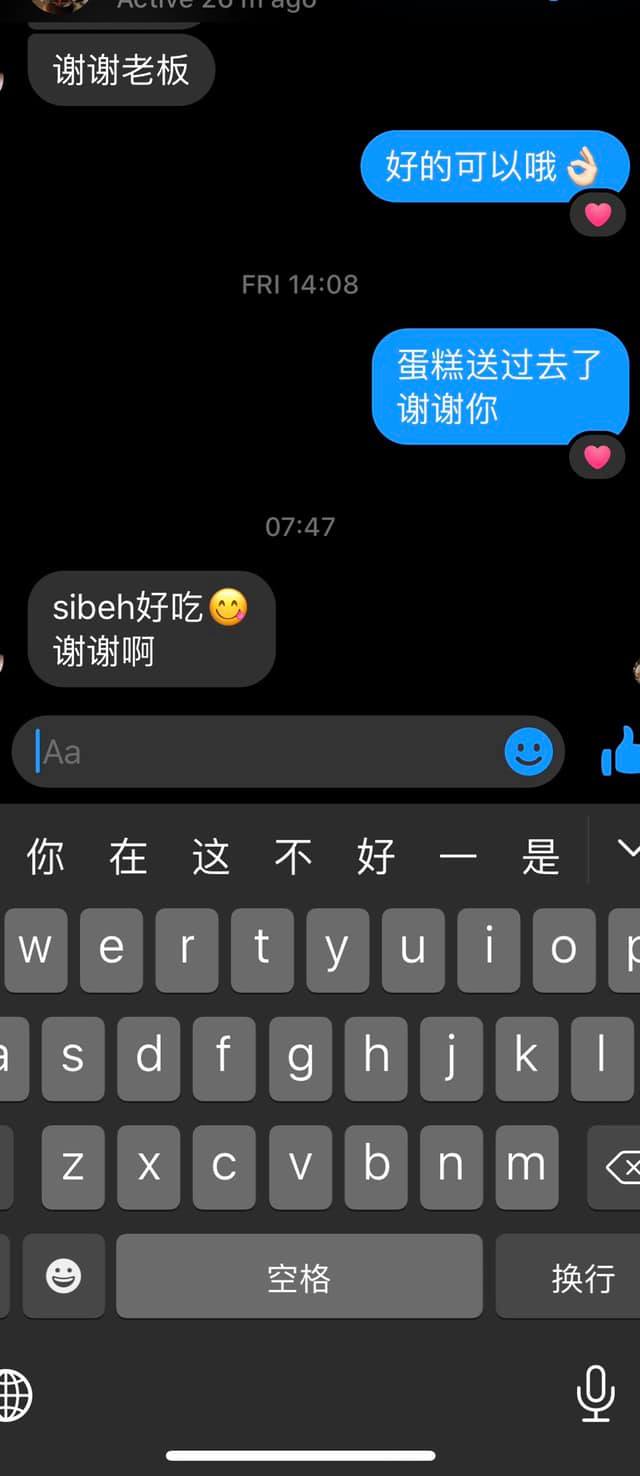 Active 26 m ago
谢谢老板
好的可以哦👌🏻
FRI 14:08
蛋糕送过去了
谢谢你
07:47
sibeh好吃😋
谢谢啊
Aa
你 在 这 不 好 一 是
w e r t y u i o p
a s d f g h j k l
z x c v b n m
空格 换行